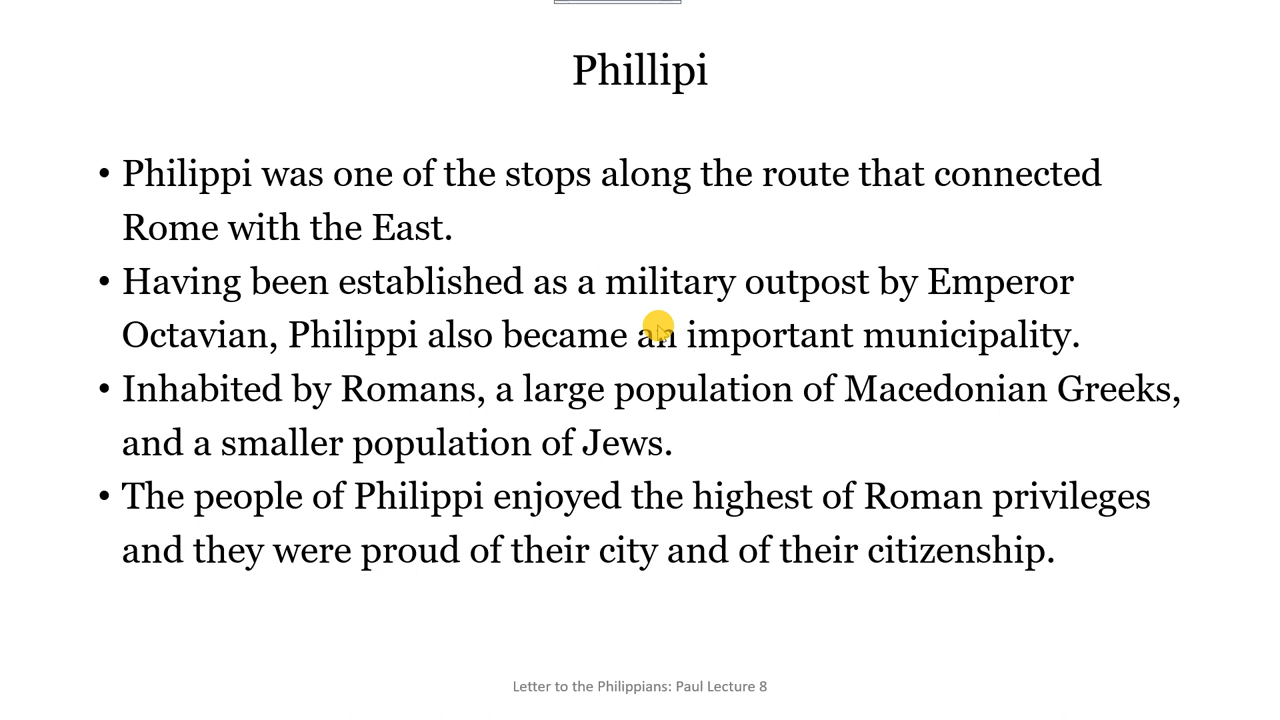 Phillipi
• Philippi was one of the stops along the route that connected
Rome with the East.
• Having been established as a military outpost by Emperor
Octavian, Philippi also became an important municipality.
• Inhabited by Romans, a large population of Macedonian Greeks,
and a smaller population of Jews.
• The people of Philippi enjoyed the highest of Roman privileges
and they were proud of their city and of their citizenship.
Letter to the Philippians: Paul Lecture 8